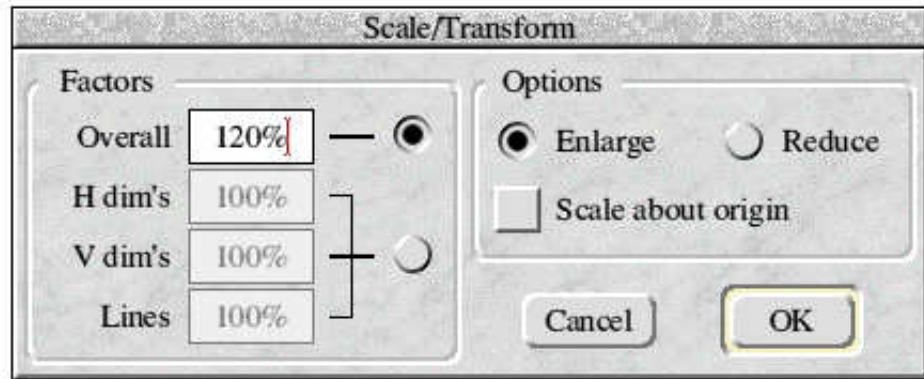 Scale/Transform
Factors
Overall 120%
H dim's 100%
V dim's 100%
Lines 100%
Options
Enlarge Reduce
Scale about origin
Cancel OK